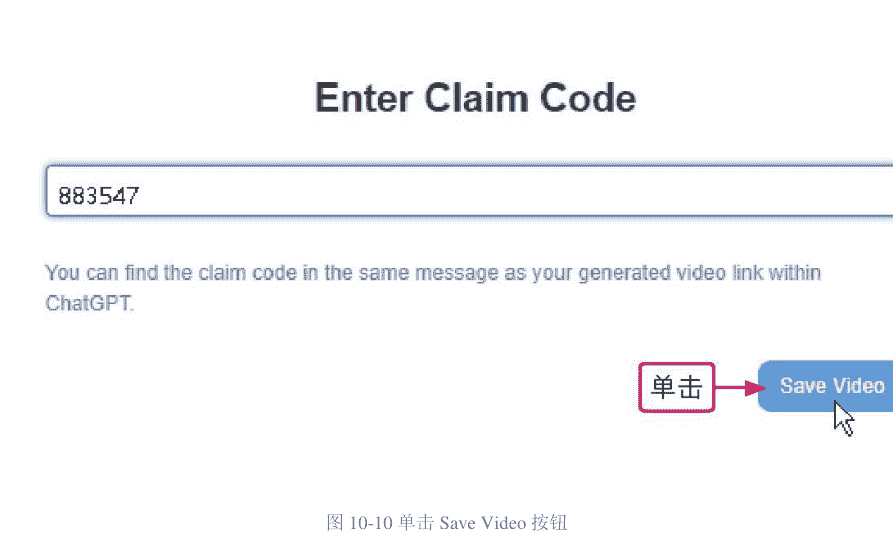 Enter Claim Code
883547
You can find the claim code in the same message as your generated video link within
ChatGPT.
单击
Save Video
图 10-10 单击 Save Video 按钮